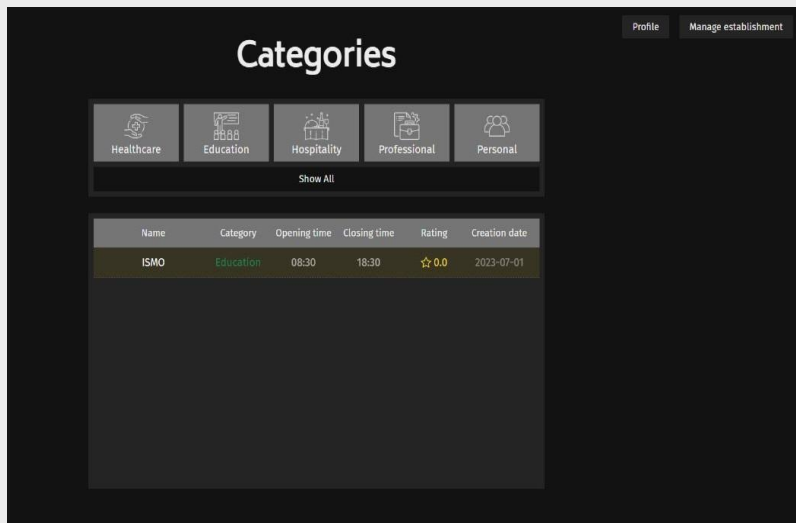 Profile Manage establishment
Categories
Healthcare Education Hospitality Professional Personal
Show All
Name Category Opening time Closing time Rating Creation date
ISMO Education 08:30 18:30 0.0 2023-07-01